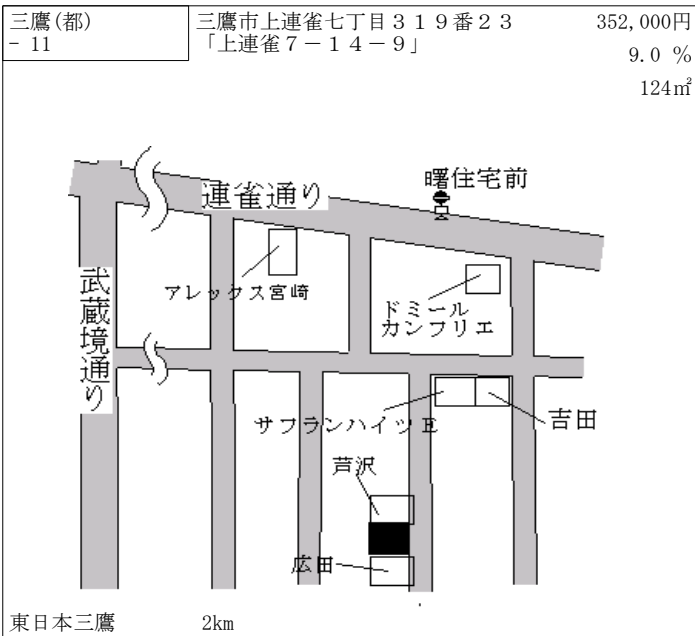 三鷹(都)
- 11
三鷹市上連雀七丁目３１９番２３
「上連雀７－１４－９」
352,000円
9.0 %
124㎡
曙住宅前
連雀通り
アレックス宮崎
武蔵境通り
ドミール
カンフリエ
サフランハイツＥ
吉田
芦沢
広田
東日本三鷹
2km